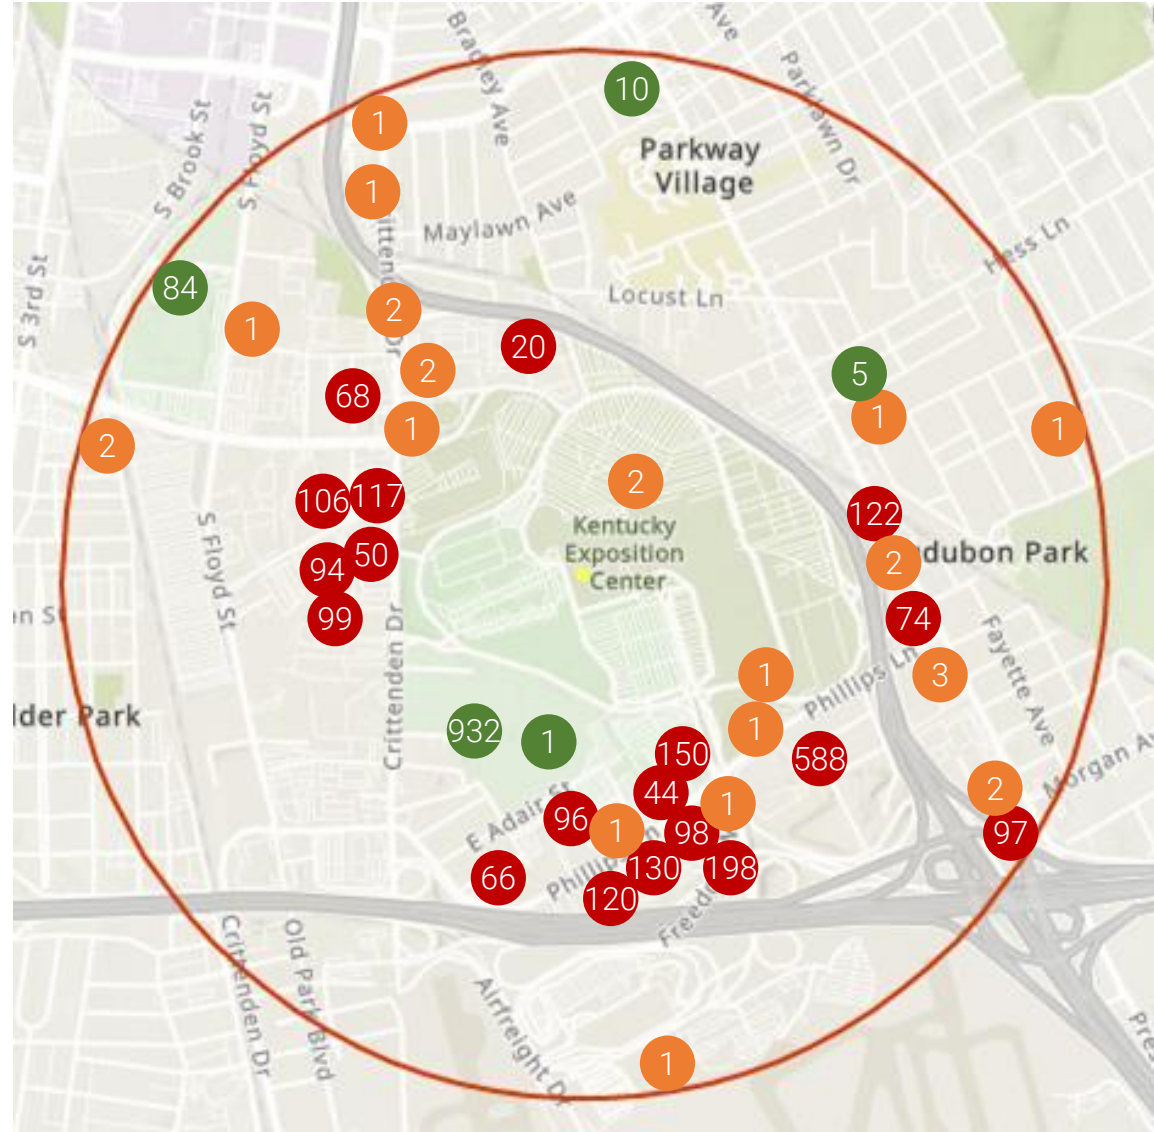 Bradley Ave
Ave
10
Parklawn Dr
S Brook St
S Floyd St
1
Parkway
Village
1
Maylawn Ave
Hess Ln
S 3rd St
84
Locust Ln
2
1
20
2
5
68
1
1
1
2
2
106
117
122
Kentucky
Exposition
Center
S Floyd St
50
94
2
dubon Park
99
74
Crittenden Dr
Fayette Ave
1
3
Phillips Ln
lder Park
932
1
1
150
588
Morgan Av
44
2
E Adair St
96
1
1
98
97
130
198
66
120
Crittenden Dr
Old Park Blvd
Airfreight Dr
1